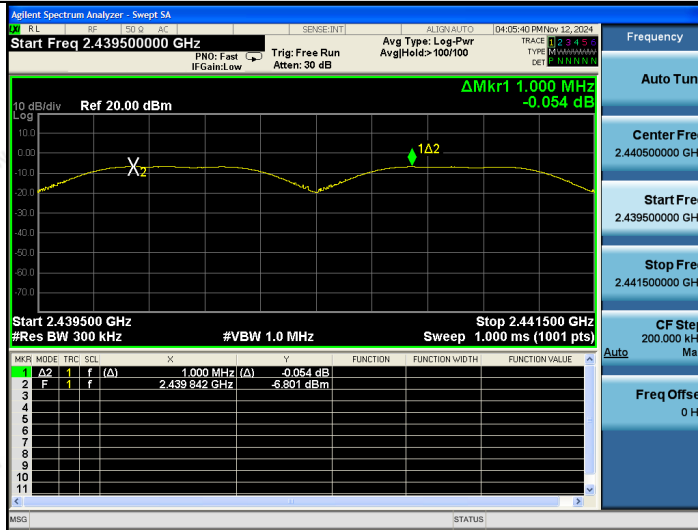 Agilent Spectrum Analyzer - Swept SA
LXI RL RF 50 Ω AC SENSE:INT ALIGN AUTO 04:05:40 PM Nov 12, 2024
Start Freq 2.439500000 GHz
PNO: Fast
IFGain:Low
Trig: Free Run
Atten: 30 dB
Avg Type: Log-Pwr
Avg|Hold:>100/100
TRACE 1 2 3 4 5 6
TYPE M W W W W W
DET P N N N N N
ΔMkr1 1.000 MHz
-0.054 dB
10 dB/div Ref 20.00 dBm
Log
10.0
0.00
-10.0
-20.0
-30.0
-40.0
-50.0
-60.0
-70.0
X2
1Δ2
Start 2.439500 GHz Stop 2.441500 GHz
#Res BW 300 kHz #VBW 1.0 MHz Sweep 1.000 ms (1001 pts)
MKR MODE TRC SCL X Y FUNCTION FUNCTION WIDTH FUNCTION VALUE
1 Δ2 1 f (Δ) 1.000 MHz (Δ) -0.054 dB
2 F 1 f 2.439 842 GHz -6.801 dBm
3
4
5
6
7
8
9
10
11
MSG STATUS
Frequency
Auto Tun
Center Fre
2.440500000 GH
Start Fre
2.439500000 GH
Stop Fre
2.441500000 GH
CF Step
200.000 kH
Auto Ma
Freq Offse
0 H